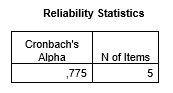 Reliability Statistics
Cronbach's
Alpha N of Items
,775 5